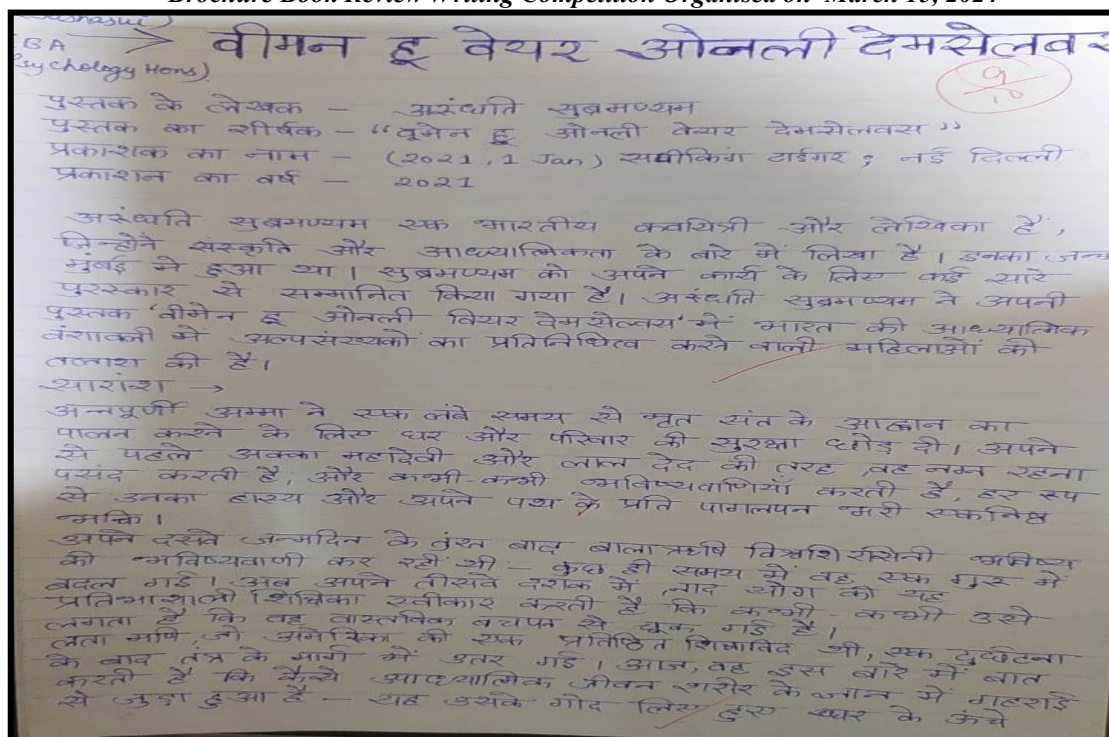 Brochure Book Review Writing Competition Organised on March 15, 2024
BA
Psychology Hons)
→ वीमन हू वेयर ओनली देमसेलवस
9/10
पुस्तक के लेखक - अरुंधति सुब्रमण्यम
पुस्तक का शीर्षक - "वूमेन हू ओनली वेयर देमसेलवस"
प्रकाशक का नाम - (2021, 1 Jan) स्पीकिंग टाईगर ; नई दिल्ली
प्रकाशन का वर्ष - 2021
अरुंधति सुब्रमण्यम एक भारतीय कवयित्री और लेखिका हैं,
जिन्होनें संस्कृति और आध्यात्मिकता के बारे में लिखा है। इनका जन्म
मुंबई में हुआ था। सुब्रमण्यम को अपने कार्य के लिए कई सारे
पुरस्कार से सम्मानित किया गया है। अरुंधति सुब्रमण्यम ने अपनी
पुस्तक 'वीमेन हू ओनली वियर देमसेल्वस' में भारत की आध्यात्मिक
वंशावली में अल्पसंख्यकों का प्रतिनिधित्व करने वाली महिलाओं की
तलाश की है।
सारांश →
अन्नपूर्णी अम्मा ने एक लंबे समय से मृत संत के आह्वान का
पालन करने के लिए घर और परिवार की सुरक्षा छोड़ दी। अपने
से पहले अक्का महादेवी और लाल देद की तरह, वह नग्न रहना
पसंद करती है, और कभी-कभी भविष्यवाणियाँ करती है, हर रूप
से उनका हास्य और अपने पथ के प्रति पागलपन भरी एकनिष्ठ
भक्ति।
अपने दसवें जन्मदिन के तुंरत बाद बाला ऋषि विश्वशिरसिनी भविष्य
की भविष्यवाणी कर रही थी - कुछ ही समय में वह एक गुरु में
बदल गई। अब अपने तीसवें दशक में, नाद योग की यह
प्रतिभाशाली शिक्षिका स्वीकार करती है कि कभी-कभी उसे
लगता है कि वह वास्तविक बचपन से चूक गई है।
लता मणि, जो अमेरिका की एक प्रतिष्ठित शिक्षाविद थी, एक दुर्घटना
के बाद तंत्र के मार्ग में उतर गई। आज, वह इस बारे में बात
करती है कि कैसे आध्यात्मिक जीवन शरीर के ज्ञान में गहराई
से जुड़ा हुआ है - यह उसके गोद लिए हुए घर के ऊंचे